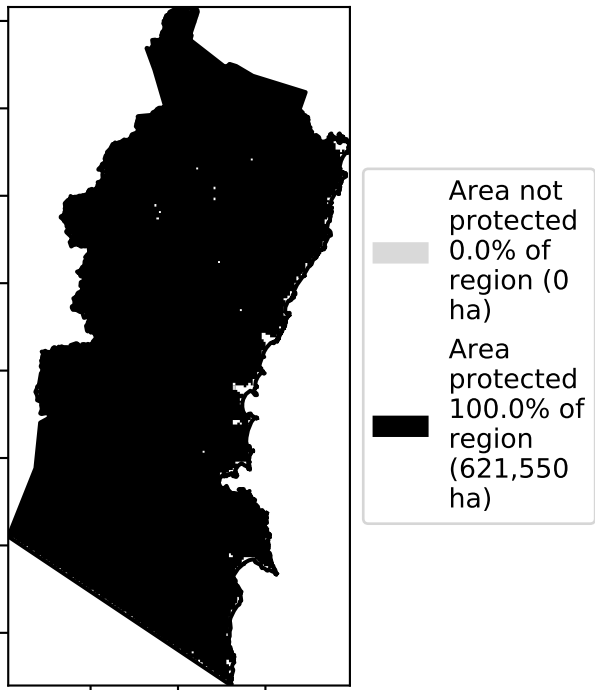 Area not
protected
0.0% of
region (0
ha)
Area
protected
100.0% of
region
(621,550
ha)